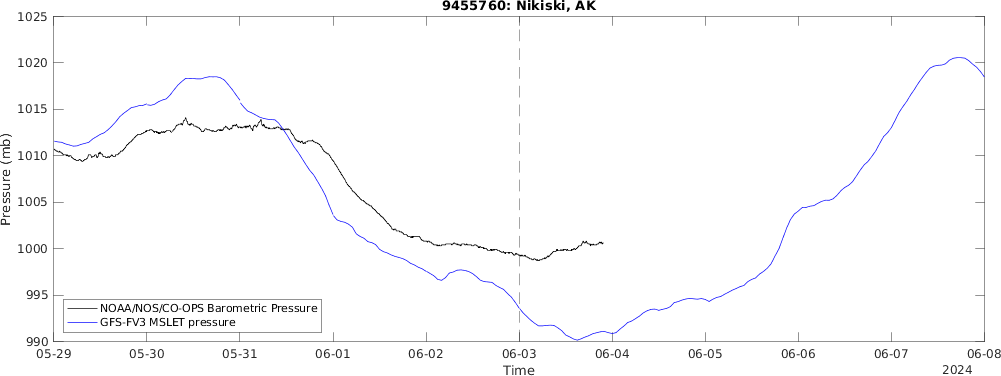 9455760: Nikiski, AK
1025
1020
1015
1010
1005
1000
995
990
Pressure (mb)
NOAA/NOS/CO-OPS Barometric Pressure
GFS-FV3 MSLET pressure
05-29 05-30 05-31 06-01 06-02 06-03 06-04 06-05 06-06 06-07 06-08
Time
2024